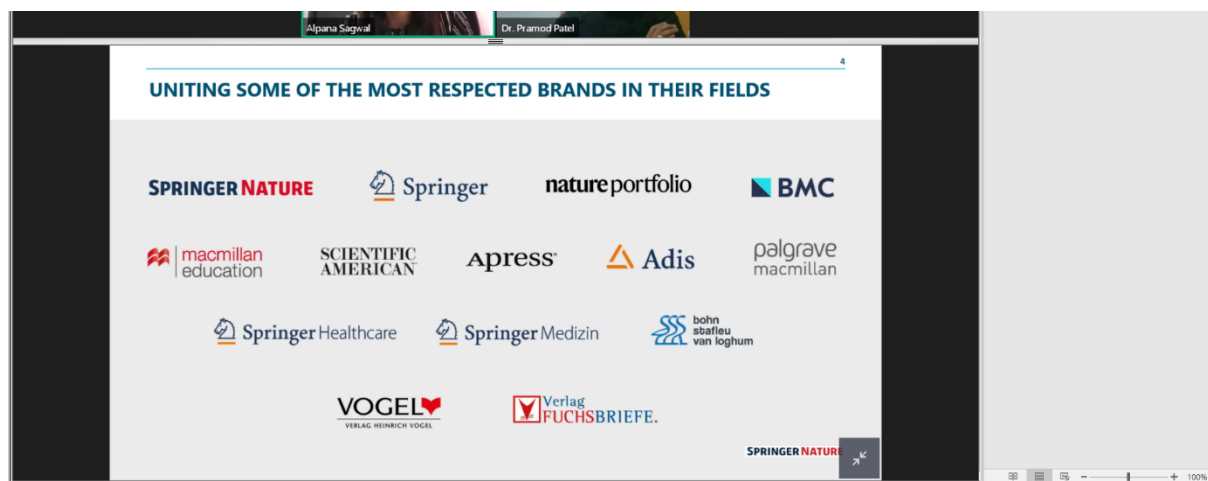 Alpana Sagwal
Dr. Pramod Patel
4
UNITING SOME OF THE MOST RESPECTED BRANDS IN THEIR FIELDS
SPRINGER NATURE
Springer
natureportfolio
BMC
macmillan
education
SCIENTIFIC
AMERICAN
Apress®
Adis
palgrave
macmillan
Springer Healthcare
Springer Medizin
bohn
stafleu
van loghum
VOGEL
VERLAG HEINRICH VOGEL
Verlag
FUCHSBRIEFE.
SPRINGER NATURE
100%